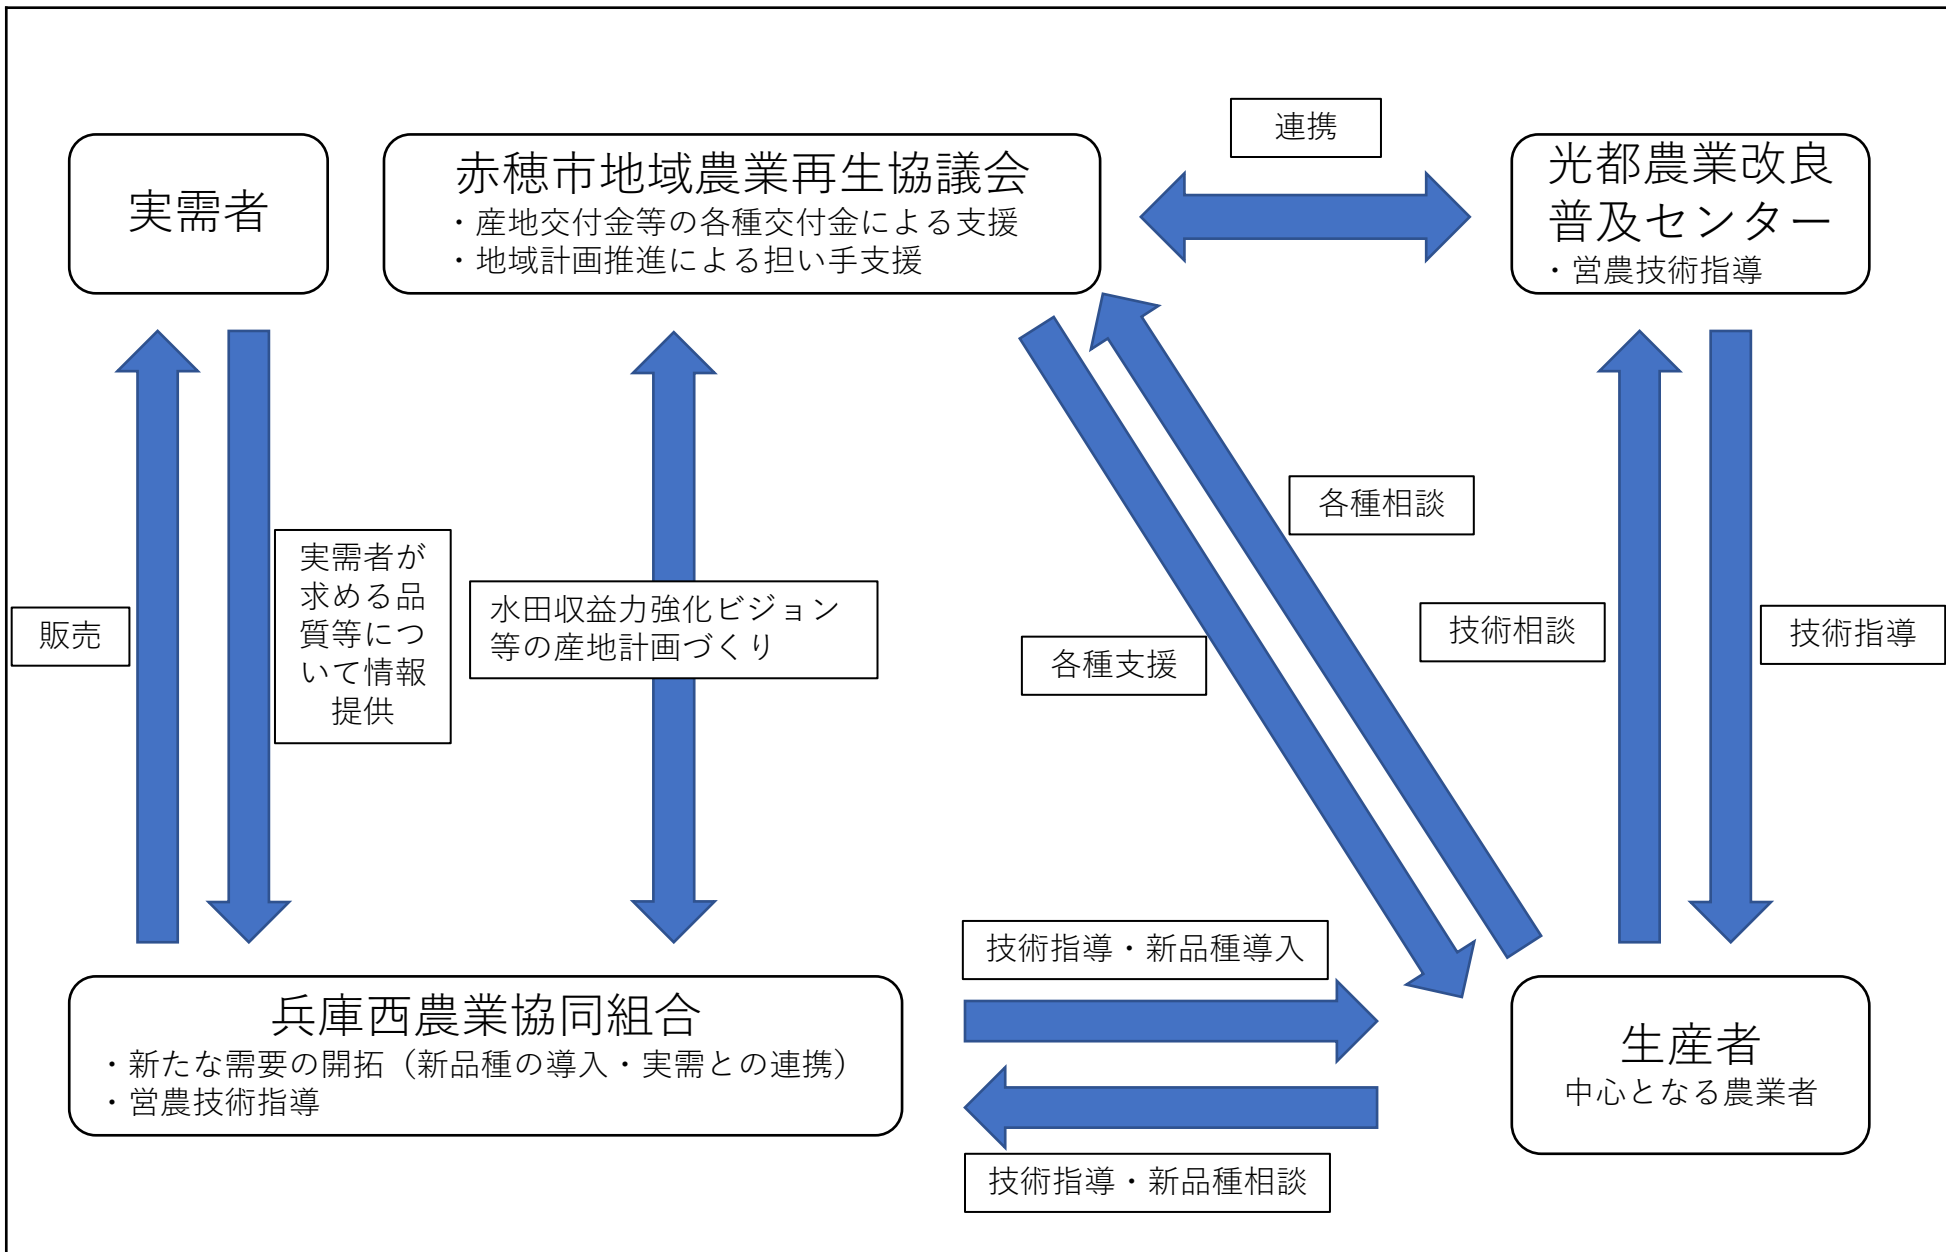 実需者
赤穂市地域農業再生協議会
・産地交付金等の各種交付金による支援
・地域計画推進による担い手支援
連携
光都農業改良
普及センター
・営農技術指導
販売
実需者が
求める品
質等につ
いて情報
提供
水田収益力強化ビジョン
等の産地計画づくり
各種支援
各種相談
技術相談
技術指導
兵庫西農業協同組合
・新たな需要の開拓（新品種の導入・実需との連携）
・営農技術指導
技術指導・新品種導入
技術指導・新品種相談
生産者
中心となる農業者